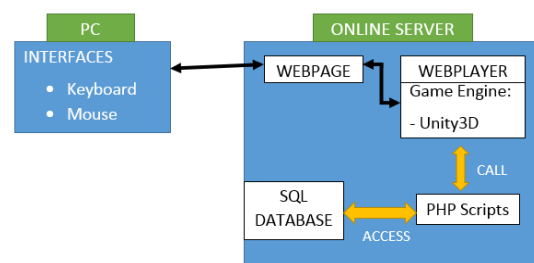 PC
INTERFACES
• Keyboard
• Mouse
ONLINE SERVER
WEBPAGE
WEBPLAYER
Game Engine:
- Unity3D
CALL
SQL
DATABASE
PHP Scripts
ACCESS